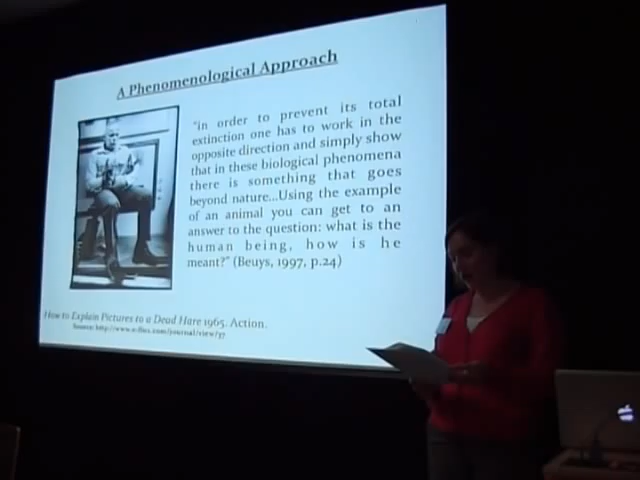 A Phenomenological Approach
"in order to prevent its total
extinction one has to work in the
opposite direction and simply show
that in these biological phenomena
there is something that goes
beyond nature...Using the example
of an animal you can get to an
answer to the question: what is the
human being, how is he
meant?" (Beuys, 1997, p.24)
How to Explain Pictures to a Dead Hare 1965. Action.
Source: